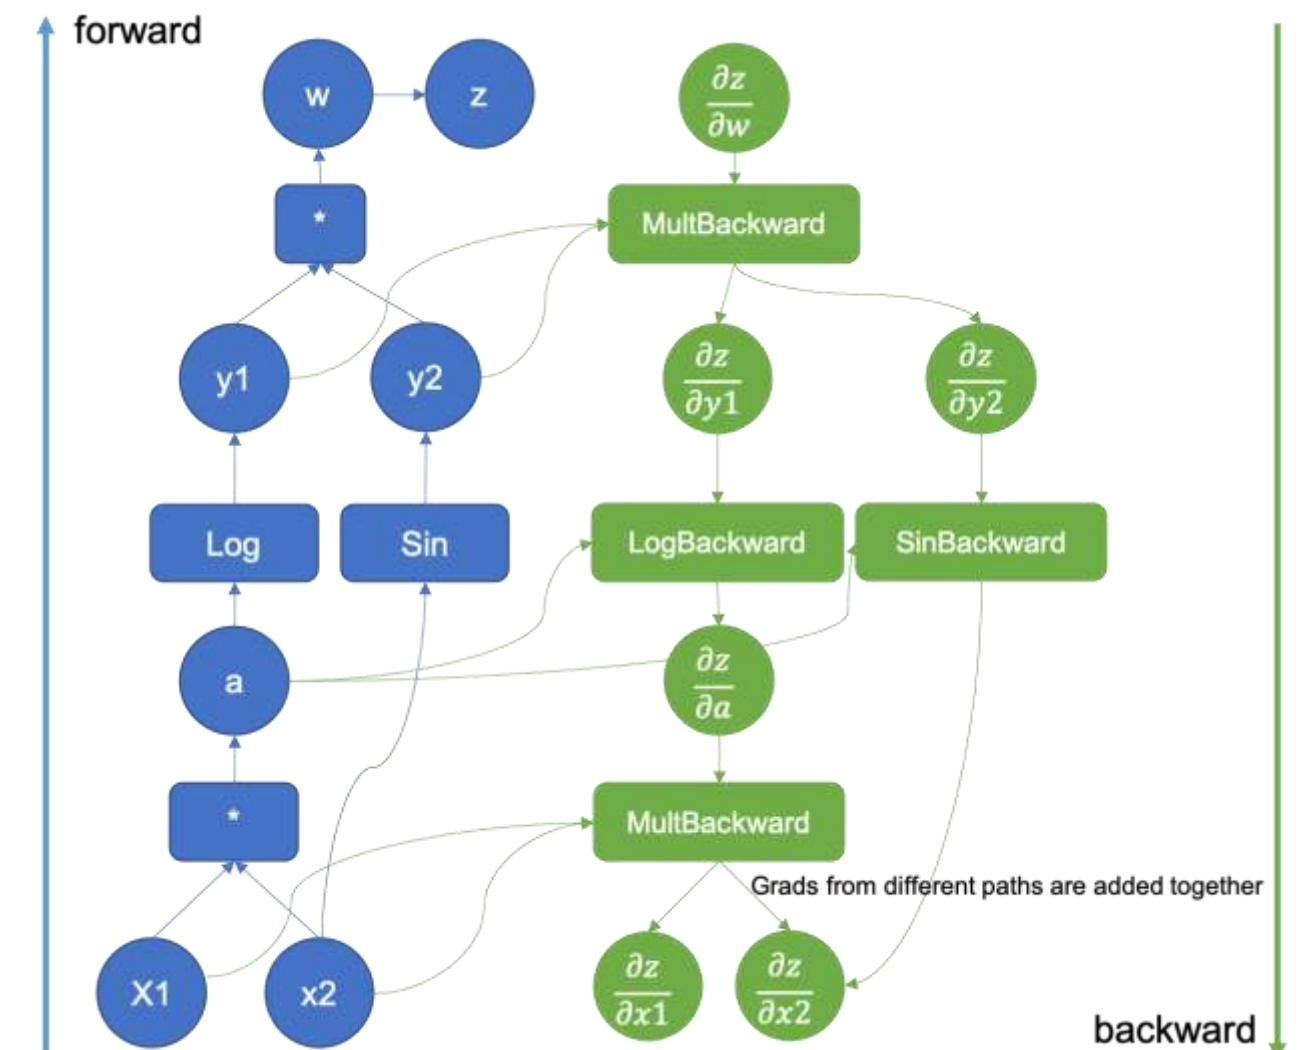 forward
w
z
∂z
∂w
*
MultBackward
y1
y2
∂z
∂y1
∂z
∂y2
Log
Sin
LogBackward
SinBackward
a
∂z
∂a
*
MultBackward
Grads from different paths are added together
X1
x2
∂z
∂x1
∂z
∂x2
backward